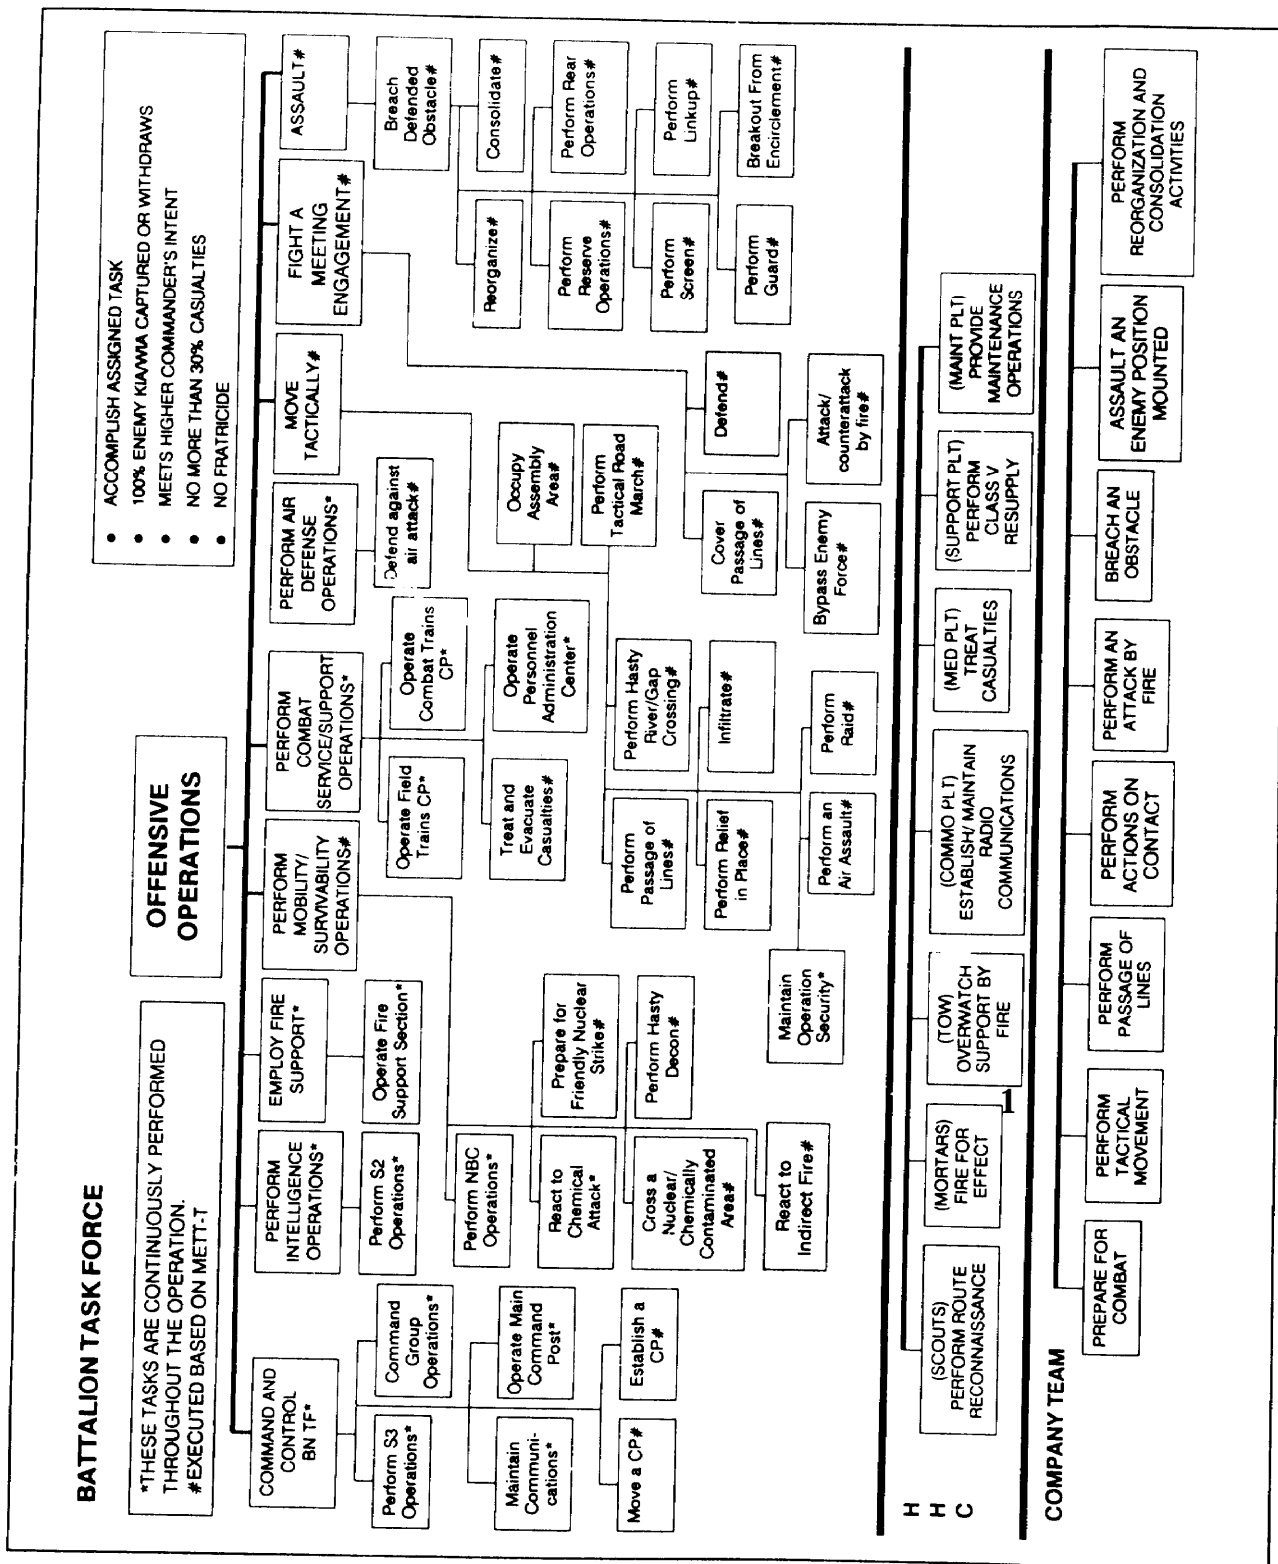 BATTALION TASK FORCE
*THESE TASKS ARE CONTINUOUSLY PERFORMED
THROUGHOUT THE OPERATION.
#EXECUTED BASED ON METT-T
OFFENSIVE
OPERATIONS
• ACCOMPLISH ASSIGNED TASK
• 100% ENEMY KIA/WIA CAPTURED OR WITHDRAWS
• MEETS HIGHER COMMANDER'S INTENT
• NO MORE THAN 30% CASUALTIES
• NO FRATRICIDE
COMMAND AND
CONTROL
BN TF*
Perform S3
Operations*
Command
Group
Operations*
Maintain
Communi-
cations*
Operate Main
Command
Post*
Move a CP#
Establish a
CP#
PERFORM
INTELLIGENCE
OPERATIONS*
Perform S2
Operations*
EMPLOY FIRE
SUPPORT*
Operate Fire
Support Section*
PERFORM
MOBILITY/
SURVIVABILITY
OPERATIONS#
Perform NBC
Operations*
React to
Chemical
Attack*
Prepare for
Friendly Nuclear
Strike#
Cross a
Nuclear/
Chemically
Contaminated
Area#
Perform Hasty
Decon#
React to
Indirect Fire#
PERFORM
COMBAT
SERVICE/SUPPORT
OPERATIONS*
Operate Field
Trains CP*
Operate
Combat Trains
CP*
Treat and
Evacuate
Casualties#
Operate
Personnel
Administration
Center*
PERFORM AIR
DEFENSE
OPERATIONS*
Defend against
air attack#
MOVE
TACTICALLY#
Occupy
Assembly
Area#
Perform
Tactical Road
March#
Perform
Passage of
Lines#
Perform Hasty
River/Gap
Crossing#
Perform Relief
in Place#
Infiltrate#
Perform an
Air Assault#
Perform
Raid#
Maintain
Operation
Security*
FIGHT A
MEETING
ENGAGEMENT#
Cover
Passage of
Lines#
Defend#
Bypass Enemy
Force#
Attack/
counterattack
by fire#
ASSAULT#
Breach
Defended
Obstacle#
Reorganize#
Consolidate#
Perform
Reserve
Operations#
Perform Rear
Operations#
Perform
Screen#
Perform
Linkup#
Perform
Guard#
Breakout From
Encirclement#
H
H
C
(SCOUTS)
PERFORM ROUTE
RECONNAISSANCE
(MORTARS)
FIRE FOR
EFFECT
(TOW)
OVERWATCH
SUPPORT BY
FIRE
1
(COMMO PLT)
ESTABLISH/MAINTAIN
RADIO
COMMUNICATIONS
(MED PLT)
TREAT
CASUALTIES
(SUPPORT PLT)
PERFORM
CLASS V
RESUPPLY
(MAINT PLT)
PROVIDE
MAINTENANCE
OPERATIONS
COMPANY TEAM
PREPARE FOR
COMBAT
PERFORM
TACTICAL
MOVEMENT
PERFORM
PASSAGE OF
LINES
PERFORM
ACTIONS ON
CONTACT
PERFORM AN
ATTACK BY
FIRE
BREACH AN
OBSTACLE
ASSAULT AN
ENEMY POSITION
MOUNTED
PERFORM
REORGANIZATION AND
CONSOLIDATION
ACTIVITIES